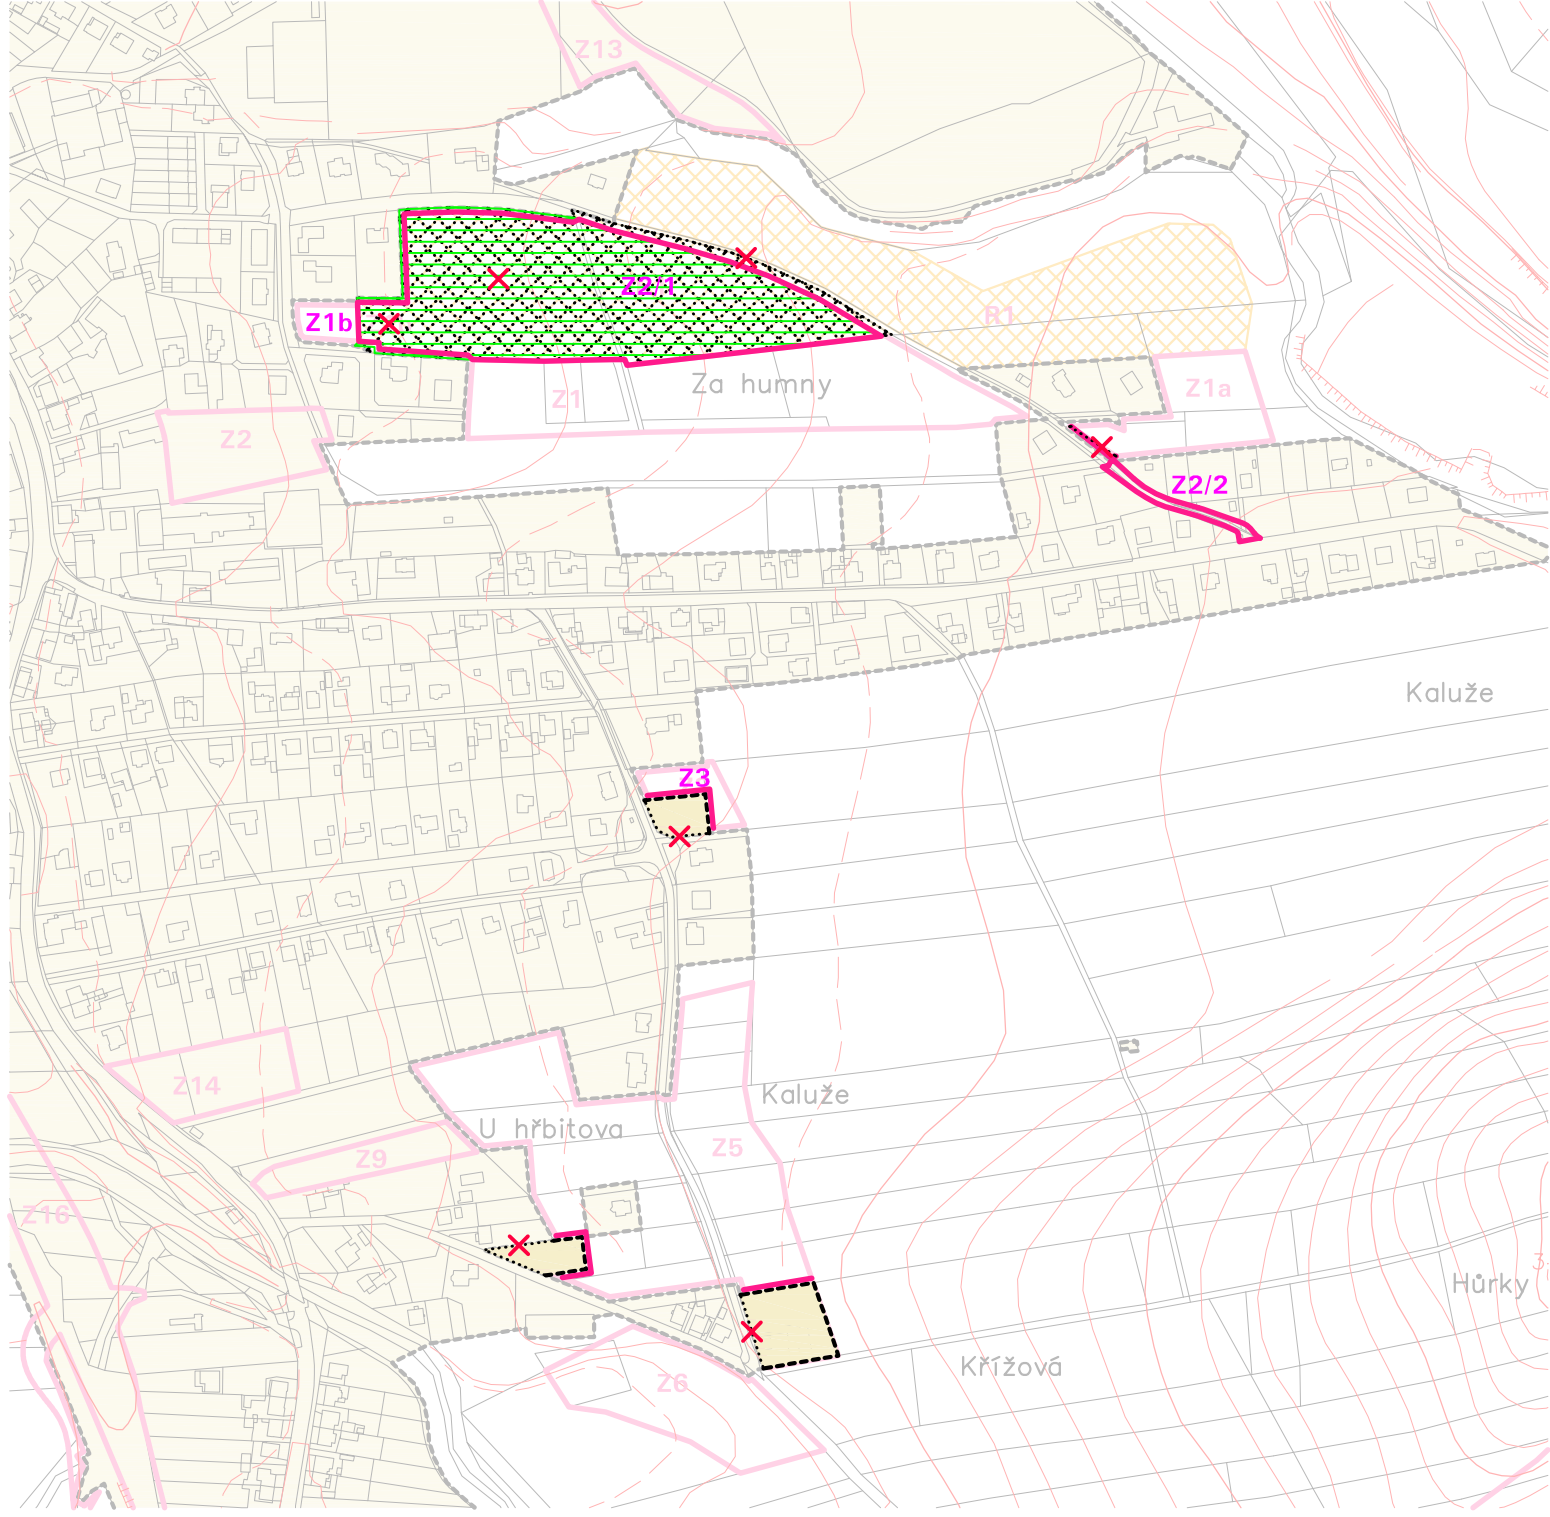 Z13
Z2/1
R1
Z1b
Za humny
Z1
Z1a
Z2
Z2/2
Kaluže
Z3
Z14
Kaluže
U hřbitova
Z5
Z9
Z16
Hůrky
Křížová
Z6